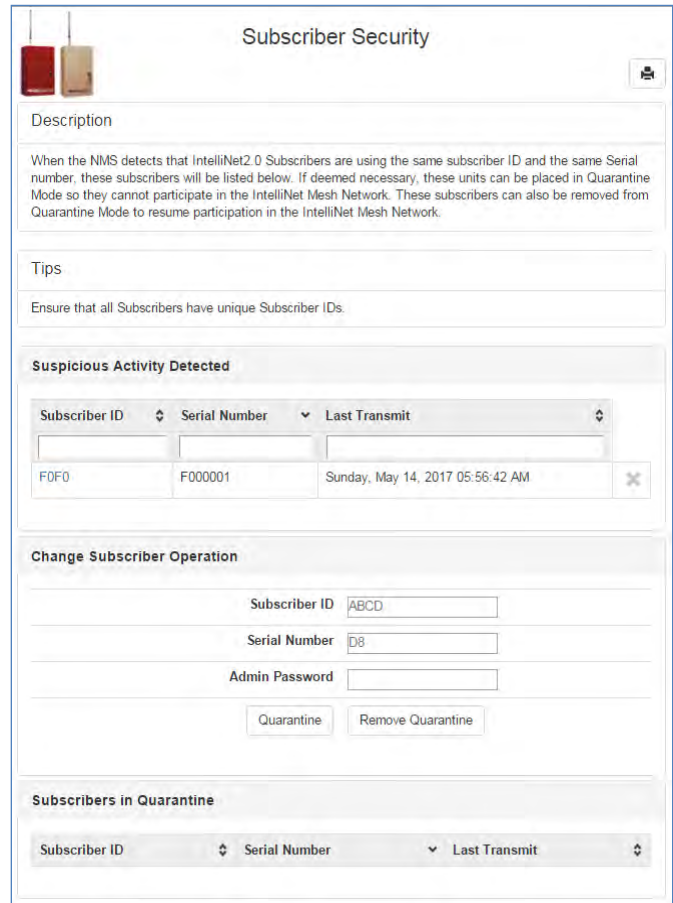 Subscriber Security
Description
When the NMS detects that IntelliNet2.0 Subscribers are using the same subscriber ID and the same Serial
number, these subscribers will be listed below. If deemed necessary, these units can be placed in Quarantine
Mode so they cannot participate in the IntelliNet Mesh Network. These subscribers can also be removed from
Quarantine Mode to resume participation in the IntelliNet Mesh Network.
Tips
Ensure that all Subscribers have unique Subscriber IDs.
Suspicious Activity Detected
Subscriber ID Serial Number Last Transmit
F0F0 F000001 Sunday, May 14, 2017 05:56:42 AM
Change Subscriber Operation
Subscriber ID ABCD
Serial Number D8
Admin Password
Quarantine Remove Quarantine
Subscribers in Quarantine
Subscriber ID Serial Number Last Transmit